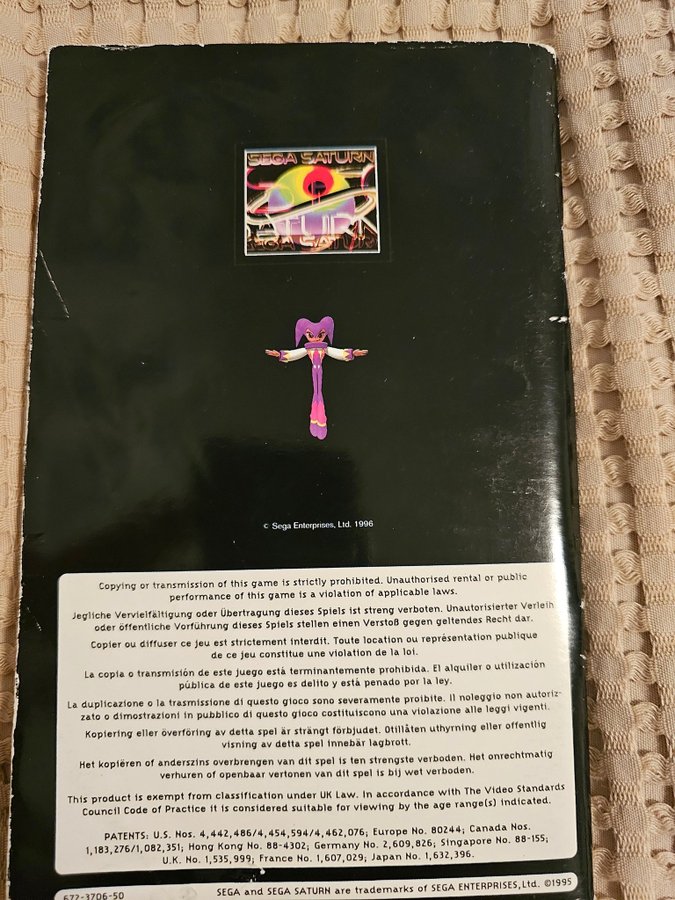 SEGA SATURN
SATURN
SEGA SATURN
© Sega Enterprises, Ltd. 1996
Copying or transmission of this game is strictly prohibited. Unauthorised rental or public
performance of this game is a violation of applicable laws.
Jegliche Vervielfältigung oder Übertragung dieses Spiels ist streng verboten. Unautorisierter Verleih
oder öffentliche Vorführung dieses Spiels stellen einen Verstoß gegen geltendes Recht dar.
Copier ou diffuser ce jeu est strictement interdit. Toute location ou représentation publique
de ce jeu constitue une violation de la loi.
La copia o transmisión de este juego está terminantemente prohibida. El alquiler o utilización
pública de este juego es delito y está penado por la ley.
La duplicazione o la trasmissione di questo gioco sono severamente proibite. Il noleggio non autoriz-
zato o dimostrazioni in pubblico di questo gioco costituiscono una violazione alle leggi vigenti.
Kopiering eller överföring av detta spel är strängt förbjudet. Otillåten uthyrning eller offentlig
visning av detta spel innebär lagbrott.
Het kopiëren of anderszins overbrengen van dit spel is ten strengste verboden. Het onrechtmatig
verhuren of openbaar vertonen van dit spel is bij wet verboden.
This product is exempt from classification under UK Law. In accordance with The Video Standards
Council Code of Practice it is considered suitable for viewing by the age range(s) indicated.
PATENTS: U.S. Nos. 4,442,486/4,454,594/4,462,076; Europe No. 80244; Canada Nos.
1,183,276/1,082,351; Hong Kong No. 88-4302; Germany No. 2,609,826; Singapore No. 88-155;
U.K. No. 1,535,999; France No. 1,607,029; Japan No. 1,632,396.
672-3706-50
SEGA and SEGA SATURN are trademarks of SEGA ENTERPRISES, Ltd. ©1995